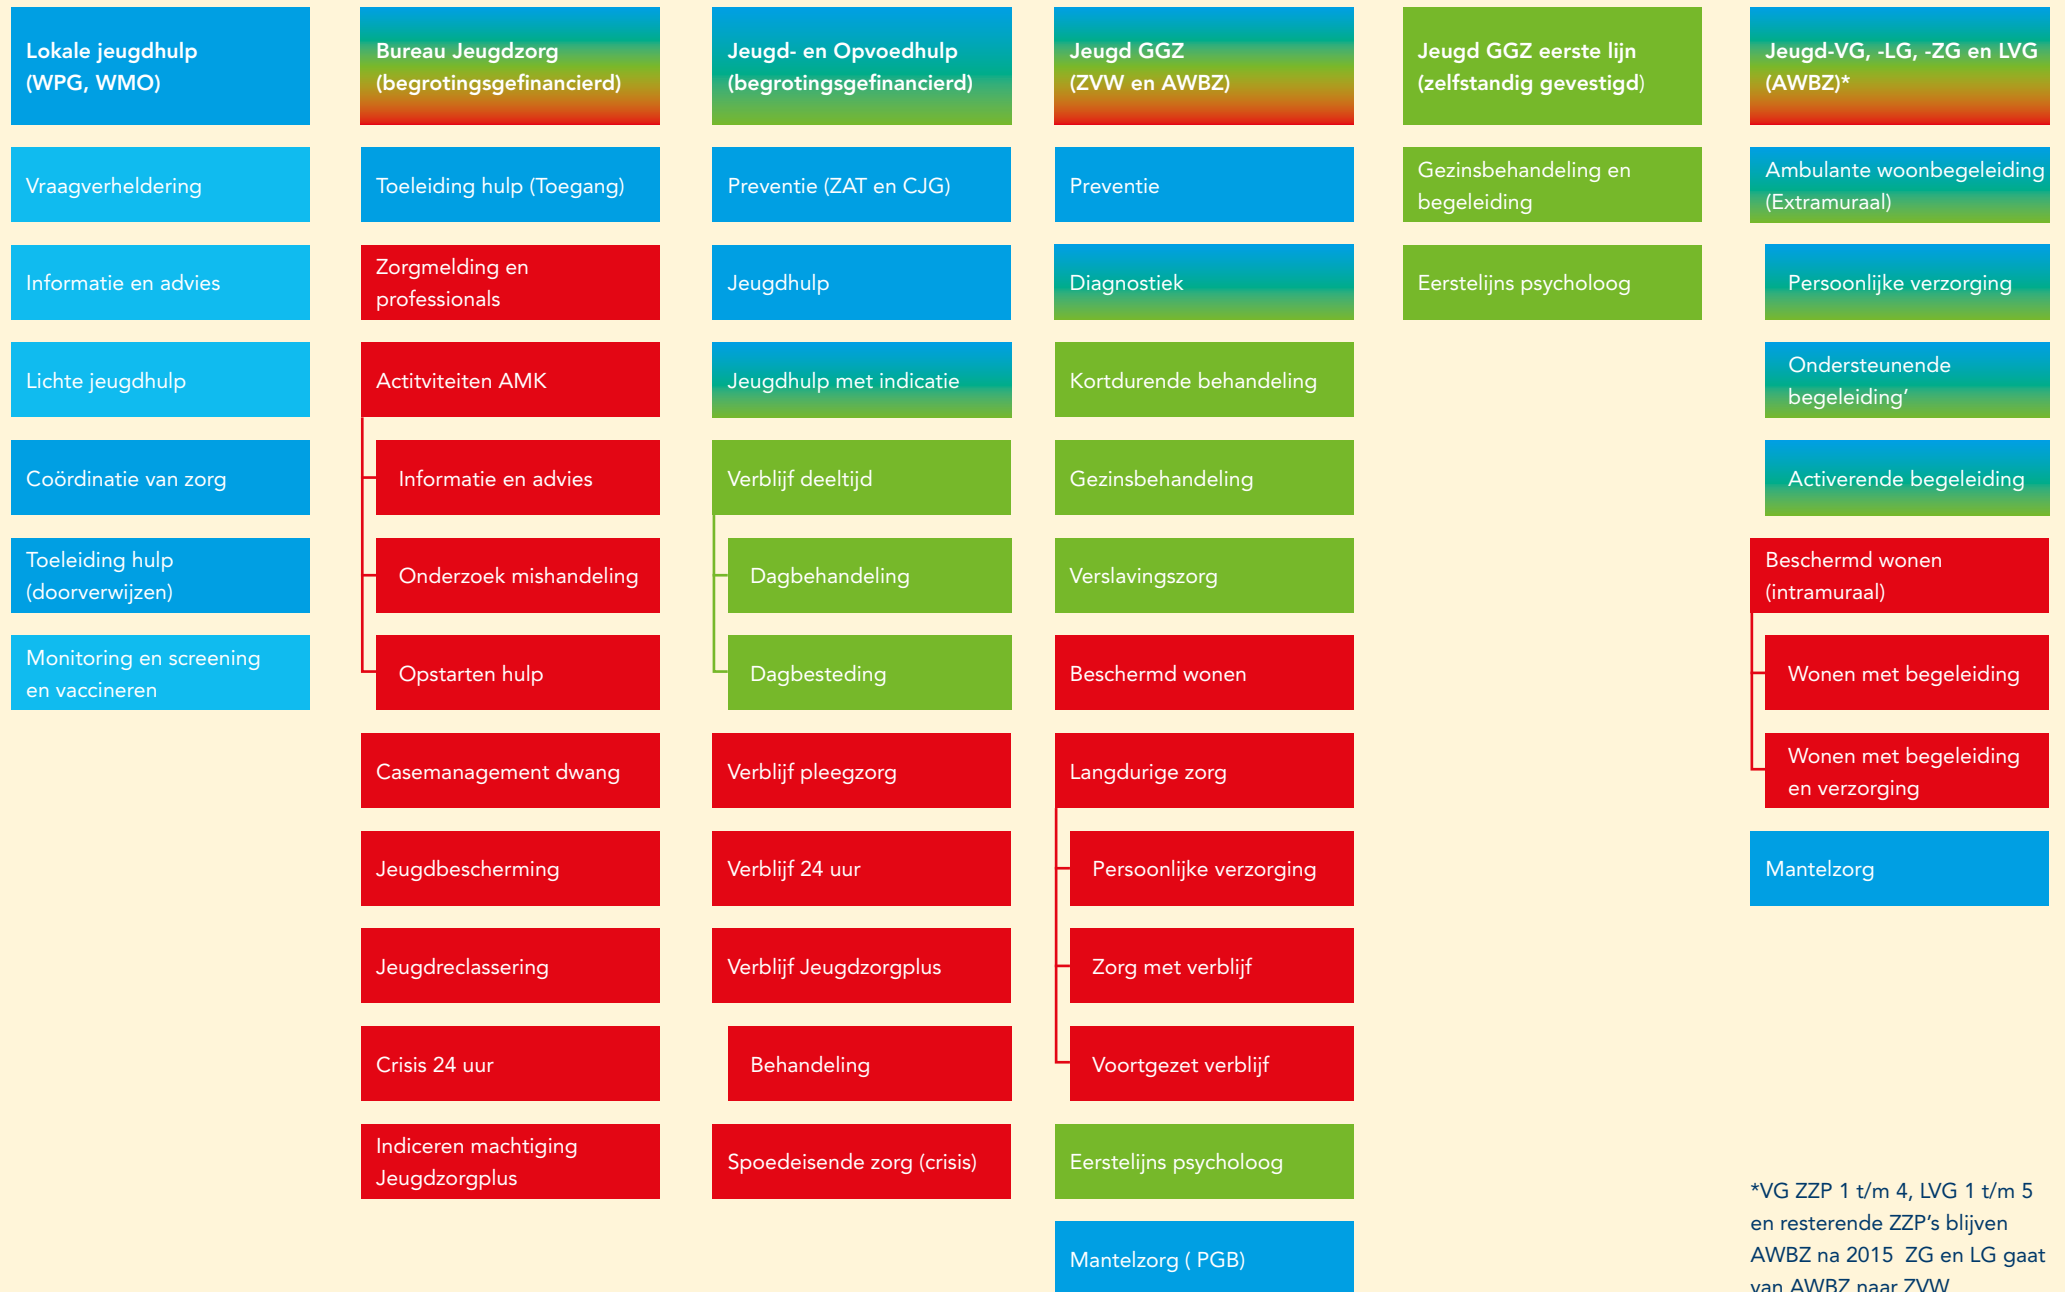 Lokale jeugdhulp
(WPG, WMO)
Vraagverheldering
Informatie en advies
Lichte jeugdhulp
Coördinatie van zorg
Toeleiding hulp
(doorverwijzen)
Monitoring en screening
en vaccineren
Bureau Jeugdzorg
(begrotingsgefinancierd)
Toeleiding hulp (Toegang)
Zorgmelding en
professionals
Actitviteiten AMK
Informatie en advies
Onderzoek mishandeling
Opstarten hulp
Casemanagement dwang
Jeugdbescherming
Jeugdreclassering
Crisis 24 uur
Indiceren machtiging
Jeugdzorgplus
Jeugd- en Opvoedhulp
(begrotingsgefinancierd)
Preventie (ZAT en CJG)
Jeugdhulp
Jeugdhulp met indicatie
Verblijf deeltijd
Dagbehandeling
Dagbesteding
Verblijf pleegzorg
Verblijf 24 uur
Verblijf Jeugdzorgplus
Behandeling
Spoedeisende zorg (crisis)
Jeugd GGZ
(ZVW en AWBZ)
Preventie
Diagnostiek
Kortdurende behandeling
Gezinsbehandeling
Verslavingszorg
Beschermd wonen
Langdurige zorg
Persoonlijke verzorging
Zorg met verblijf
Voortgezet verblijf
Eerstelijns psycholoog
Mantelzorg ( PGB)
Jeugd GGZ eerste lijn
(zelfstandig gevestigd)
Gezinsbehandeling en
begeleiding
Eerstelijns psycholoog
Jeugd-VG, -LG, -ZG en LVG
(AWBZ)*
Ambulante woonbegeleiding
(Extramuraal)
Persoonlijke verzorging
Ondersteunende
begeleiding’
Activerende begeleiding
Beschermd wonen
(intramuraal)
Wonen met begeleiding
Wonen met begeleiding
en verzorging
Mantelzorg
*VG ZZP 1 t/m 4, LVG 1 t/m 5
en resterende ZZP’s blijven
AWBZ na 2015 ZG en LG gaat
van AWBZ naar ZVW